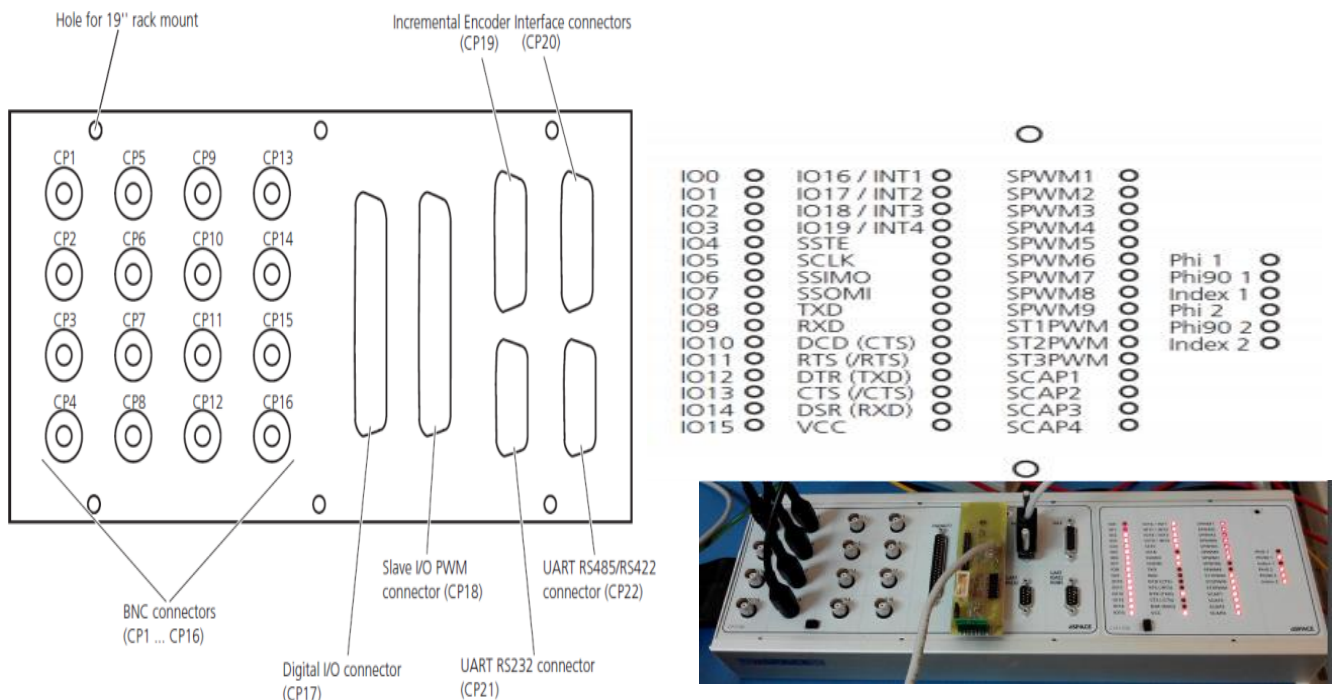 Hole for 19'' rack mount
Incremental Encoder Interface connectors
(CP19) (CP20)
CP1 CP5 CP9 CP13
CP2 CP6 CP10 CP14
CP3 CP7 CP11 CP15
CP4 CP8 CP12 CP16
BNC connectors
(CP1 ... CP16)
Digital I/O connector
(CP17)
Slave I/O PWM
connector (CP18)
UART RS232 connector
(CP21)
UART RS485/RS422
connector (CP22)
IO0 IO16 / INT1 SPWM1
IO1 IO17 / INT2 SPWM2
IO2 IO18 / INT3 SPWM3
IO3 IO19 / INT4 SPWM4
IO4 SSTE SPWM5
IO5 SCLK SPWM6 Phi 1
IO6 SSIMO SPWM7 Phi90 1
IO7 SSOMI SPWM8 Index 1
IO8 TXD SPWM9 Phi 2
IO9 RXD ST1PWM Phi90 2
IO10 DCD (CTS) ST2PWM Index 2
IO11 RTS (/RTS) ST3PWM
IO12 DTR (TXD) SCAP1
IO13 CTS (/CTS) SCAP2
IO14 DSR (RXD) SCAP3
IO15 VCC SCAP4
dSPACE
dSPACE